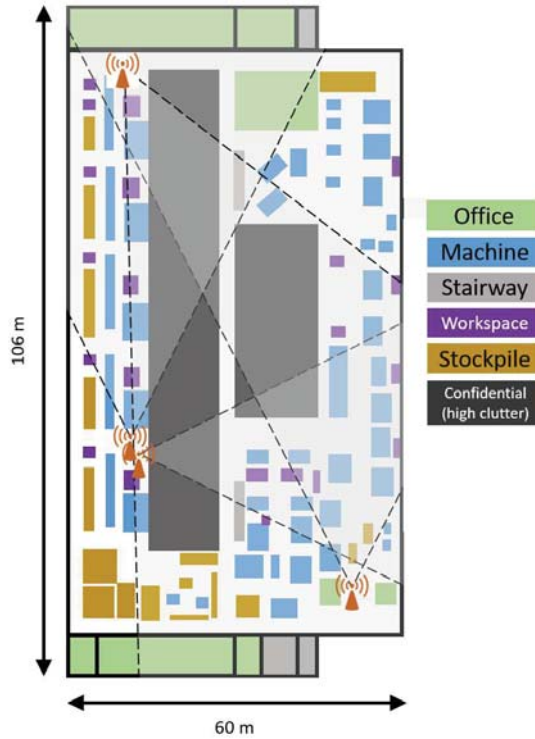 106 m
Office
Machine
Stairway
Workspace
Stockpile
Confidential
(high clutter)
60 m